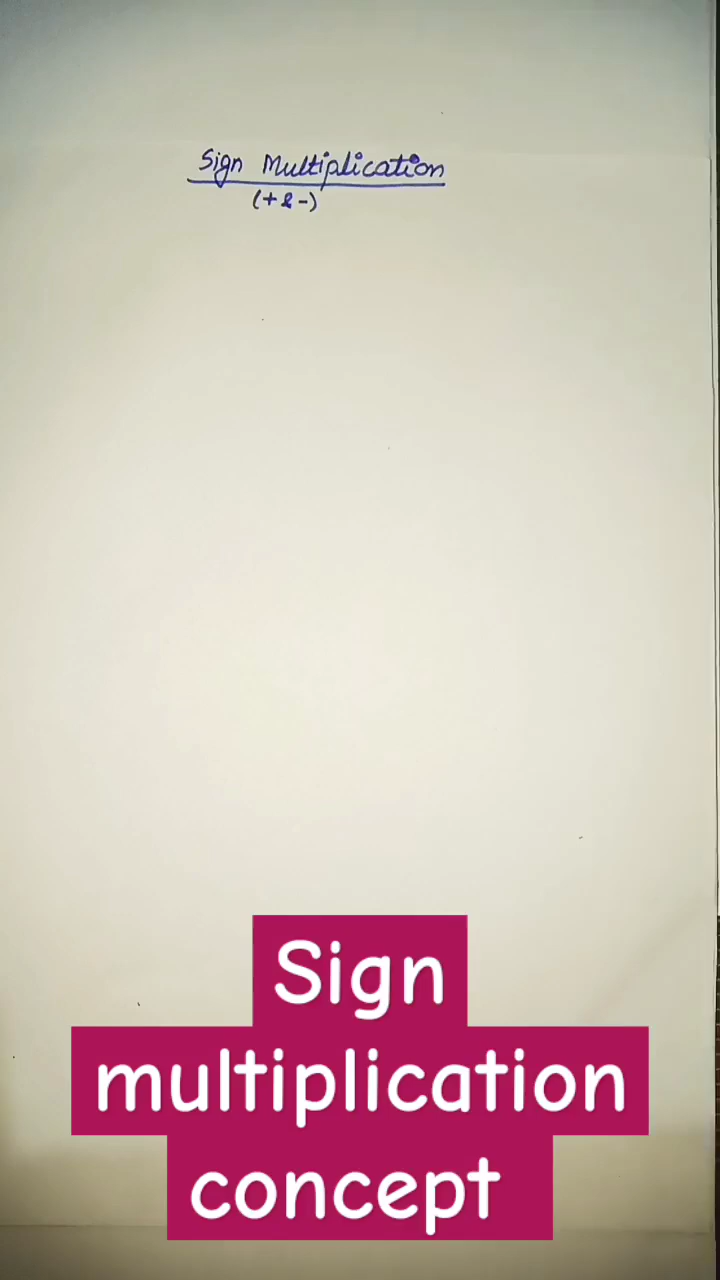 Sign Multiplication
(+ & -)
Sign
multiplication
concept